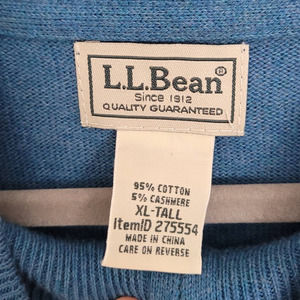 L.L.Bean®
Since 1912
QUALITY GUARANTEED
95% COTTON
5% CASHMERE
XL-TALL
ItemID 275554
MADE IN CHINA
CARE ON REVERSE